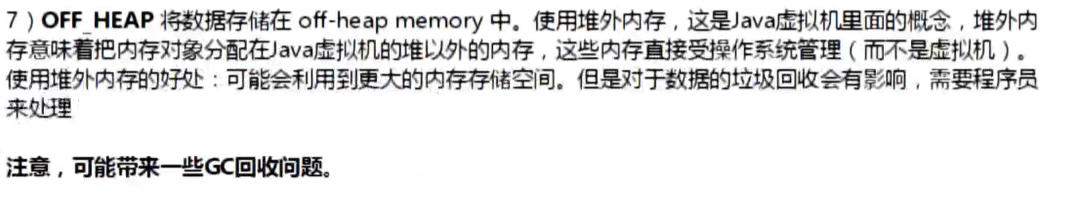 7）OFF_HEAP 将数据存储在 off-heap memory 中。使用堆外内存，这是Java虚拟机里面的概念，堆外内
存意味着把内存对象分配在Java虚拟机的堆以外的内存，这些内存直接受操作系统管理（而不是虚拟机）。
使用堆外内存的好处：可能会利用到更大的内存存储空间。但是对于数据的垃圾回收会有影响，需要程序员
来处理
注意，可能带来一些GC回收问题。